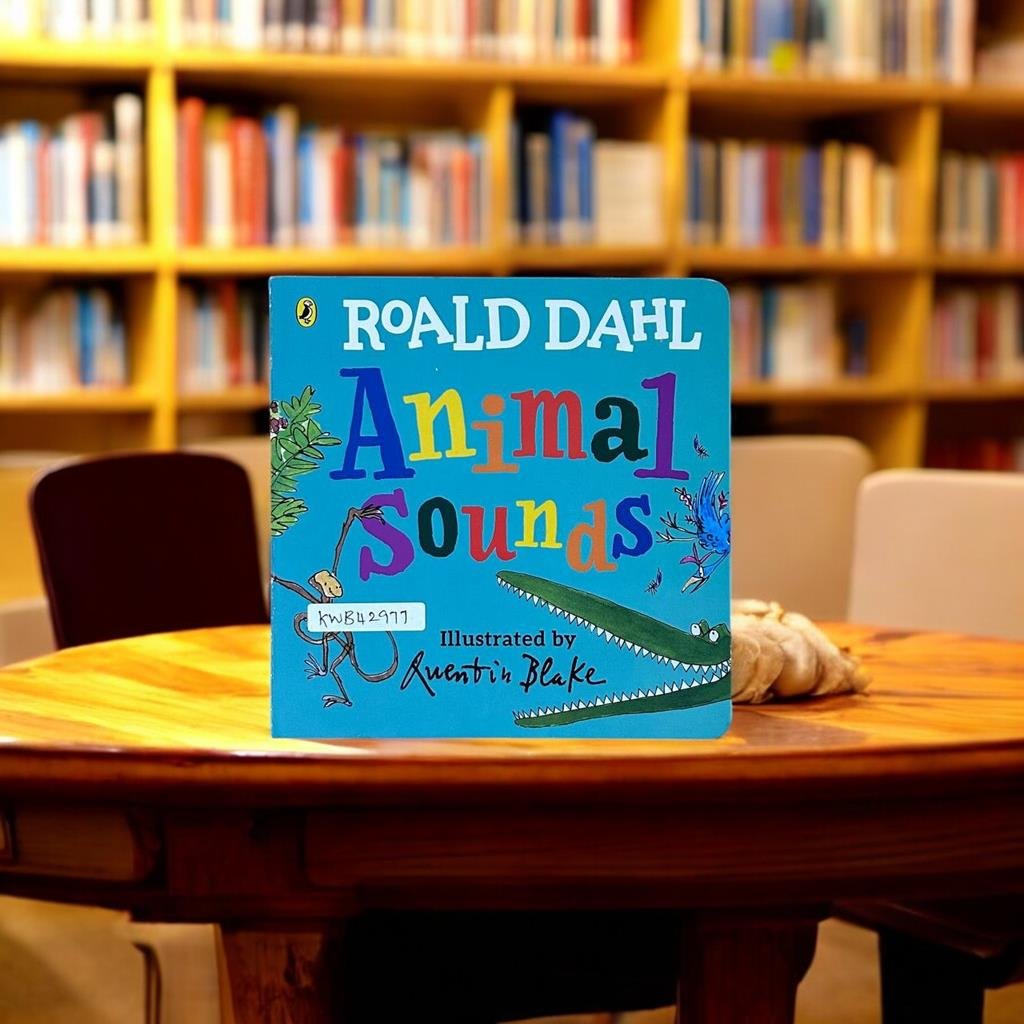 ROALD DAHL
Animal
Sounds
KWB42977
Illustrated by
Quentin Blake